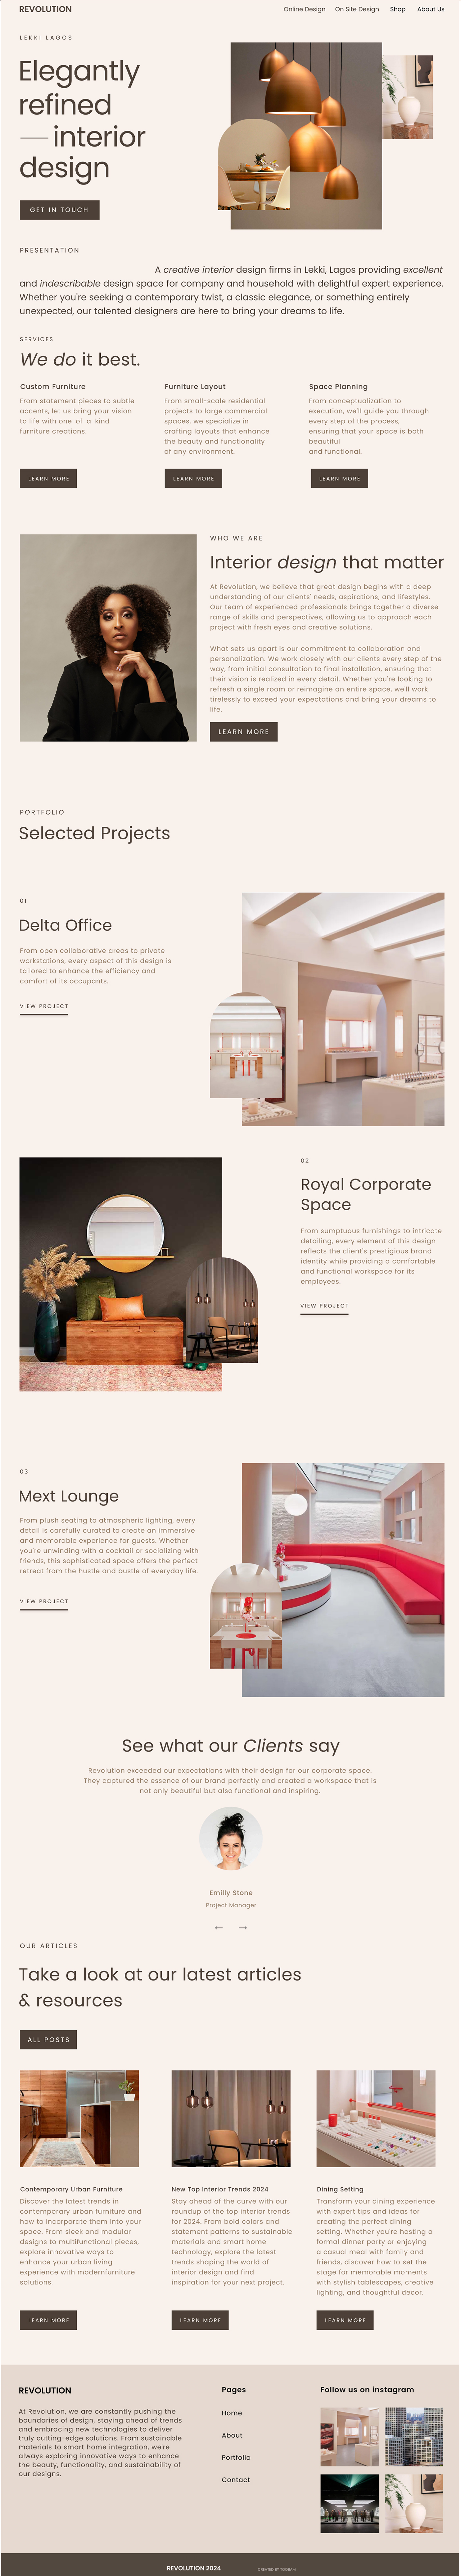 REVOLUTION
Online Design On Site Design Shop About Us
LEKKI LAGOS
Elegantly
refined
— interior
design
GET IN TOUCH
PRESENTATION
A creative interior design firms in Lekki, Lagos providing excellent
and indescribable design space for company and household with delightful expert experience.
Whether you're seeking a contemporary twist, a classic elegance, or something entirely
unexpected, our talented designers are here to bring your dreams to life.
SERVICES
We do it best.
Custom Furniture
From statement pieces to subtle
accents, let us bring your vision
to life with one-of-a-kind
furniture creations.
LEARN MORE
Furniture Layout
From small-scale residential
projects to large commercial
spaces, we specialize in
crafting layouts that enhance
the beauty and functionality
of any environment.
LEARN MORE
Space Planning
From conceptualization to
execution, we'll guide you through
every step of the process,
ensuring that your space is both
beautiful
and functional.
LEARN MORE
WHO WE ARE
Interior design that matter
At Revolution, we believe that great design begins with a deep
understanding of our clients' needs, aspirations, and lifestyles.
Our team of experienced professionals brings together a diverse
range of skills and perspectives, allowing us to approach each
project with fresh eyes and creative solutions.
What sets us apart is our commitment to collaboration and
personalization. We work closely with our clients every step of the
way, from initial consultation to final installation, ensuring that
their vision is realized in every detail. Whether you're looking to
refresh a single room or reimagine an entire space, we'll work
tirelessly to exceed your expectations and bring your dreams to
life.
LEARN MORE
PORTFOLIO
Selected Projects
01
Delta Office
From open collaborative areas to private
workstations, every aspect of this design is
tailored to enhance the efficiency and
comfort of its occupants.
VIEW PROJECT
02
Royal Corporate
Space
From sumptuous furnishings to intricate
detailing, every element of this design
reflects the client's prestigious brand
identity while providing a comfortable
and functional workspace for its
employees.
VIEW PROJECT
03
Mext Lounge
From plush seating to atmospheric lighting, every
detail is carefully curated to create an immersive
and memorable experience for guests. Whether
you're unwinding with a cocktail or socializing with
friends, this sophisticated space offers the perfect
retreat from the hustle and bustle of everyday life.
VIEW PROJECT
See what our Clients say
Revolution exceeded our expectations with their design for our corporate space.
They captured the essence of our brand perfectly and created a workspace that is
not only beautiful but also functional and inspiring.
Emilly Stone
Project Manager
OUR ARTICLES
Take a look at our latest articles
& resources
ALL POSTS
Contemporary Urban Furniture
Discover the latest trends in
contemporary urban furniture and
how to incorporate them into your
space. From sleek and modular
designs to multifunctional pieces,
explore innovative ways to
enhance your urban living
experience with modernfurniture
solutions.
LEARN MORE
New Top Interior Trends 2024
Stay ahead of the curve with our
roundup of the top interior trends
for 2024. From bold colors and
statement patterns to sustainable
materials and smart home
technology, explore the latest
trends shaping the world of
interior design and find
inspiration for your next project.
LEARN MORE
Dining Setting
Transform your dining experience
with expert tips and ideas for
creating the perfect dining
setting. Whether you're hosting a
formal dinner party or enjoying
a casual meal with family and
friends, discover how to set the
stage for memorable moments
with stylish tablescapes, creative
lighting, and thoughtful decor.
LEARN MORE
REVOLUTION
At Revolution, We are constantly pushing the
boundaries of design, staying ahead of trends
and embracing new technologies to deliver
truly cutting-edge solutions. From sustainable
materials to smart home integration, we're
always exploring innovative ways to enhance
the beauty, functionality, and sustainability of
our designs.
Pages
Home
About
Portfolio
Contact
Follow us on instagram
REVOLUTION 2024